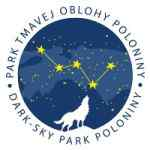 PARK TMAVEJ OBLOHY POLONINY
DARK-SKY PARK POLONINY